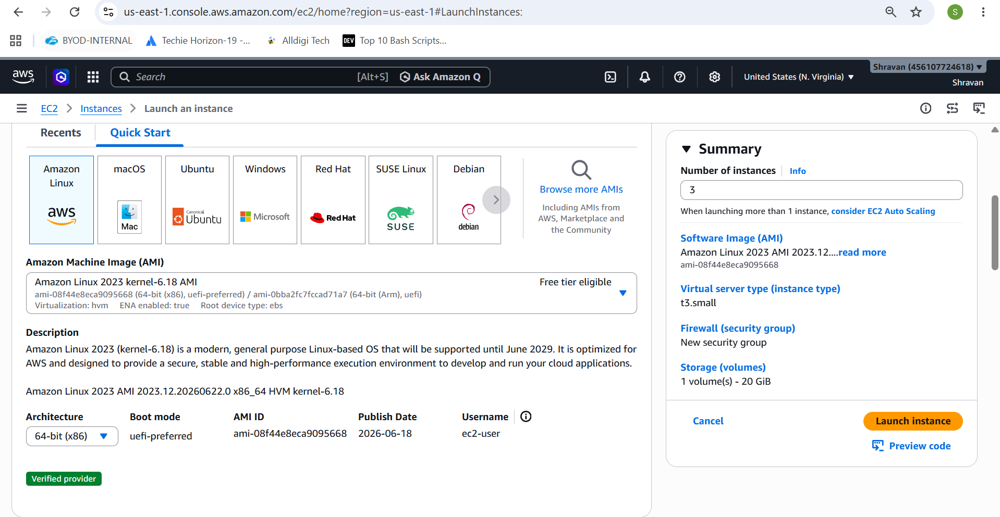 us-east-1.console.aws.amazon.com/ec2/home?region=us-east-1#LaunchInstances:
S
BYOD-INTERNAL
Techie Horizon-19 -...
Alldigi Tech
DEV
Top 10 Bash Scripts...
aws
Search
[Alt+S]
Ask Amazon Q
United States (N. Virginia)
Shravan (456107724618)
Shravan
EC2
Instances
Launch an instance
Recents
Quick Start
Amazon
Linux
aws
macOS
Mac
Ubuntu
Canonical
Ubuntu
Windows
Microsoft
Red Hat
Red Hat
SUSE Linux
SUSE
Debian
debian
Browse more AMIs
Including AMIs from
AWS, Marketplace and
the Community
Amazon Machine Image (AMI)
Amazon Linux 2023 kernel-6.18 AMI
Free tier eligible
ami-08f44e8eca9095668 (64-bit (x86), uefi-preferred) / ami-0bba2fc7fccad71a7 (64-bit (Arm), uefi)
Virtualization: hvm ENA enabled: true Root device type: ebs
Description
Amazon Linux 2023 (kernel-6.18) is a modern, general purpose Linux-based OS that will be supported until June 2029. It is optimized for
AWS and designed to provide a secure, stable and high-performance execution environment to develop and run your cloud applications.
Amazon Linux 2023 AMI 2023.12.20260622.0 x86_64 HVM kernel-6.18
Architecture
64-bit (x86)
Boot mode
uefi-preferred
AMI ID
ami-08f44e8eca9095668
Publish Date
2026-06-18
Username
ec2-user
Verified provider
Summary
Number of instances
Info
3
When launching more than 1 instance, consider EC2 Auto Scaling
Software Image (AMI)
Amazon Linux 2023 AMI 2023.12....read more
ami-08f44e8eca9095668
Virtual server type (instance type)
t3.small
Firewall (security group)
New security group
Storage (volumes)
1 volume(s) - 20 GiB
Cancel
Launch instance
Preview code